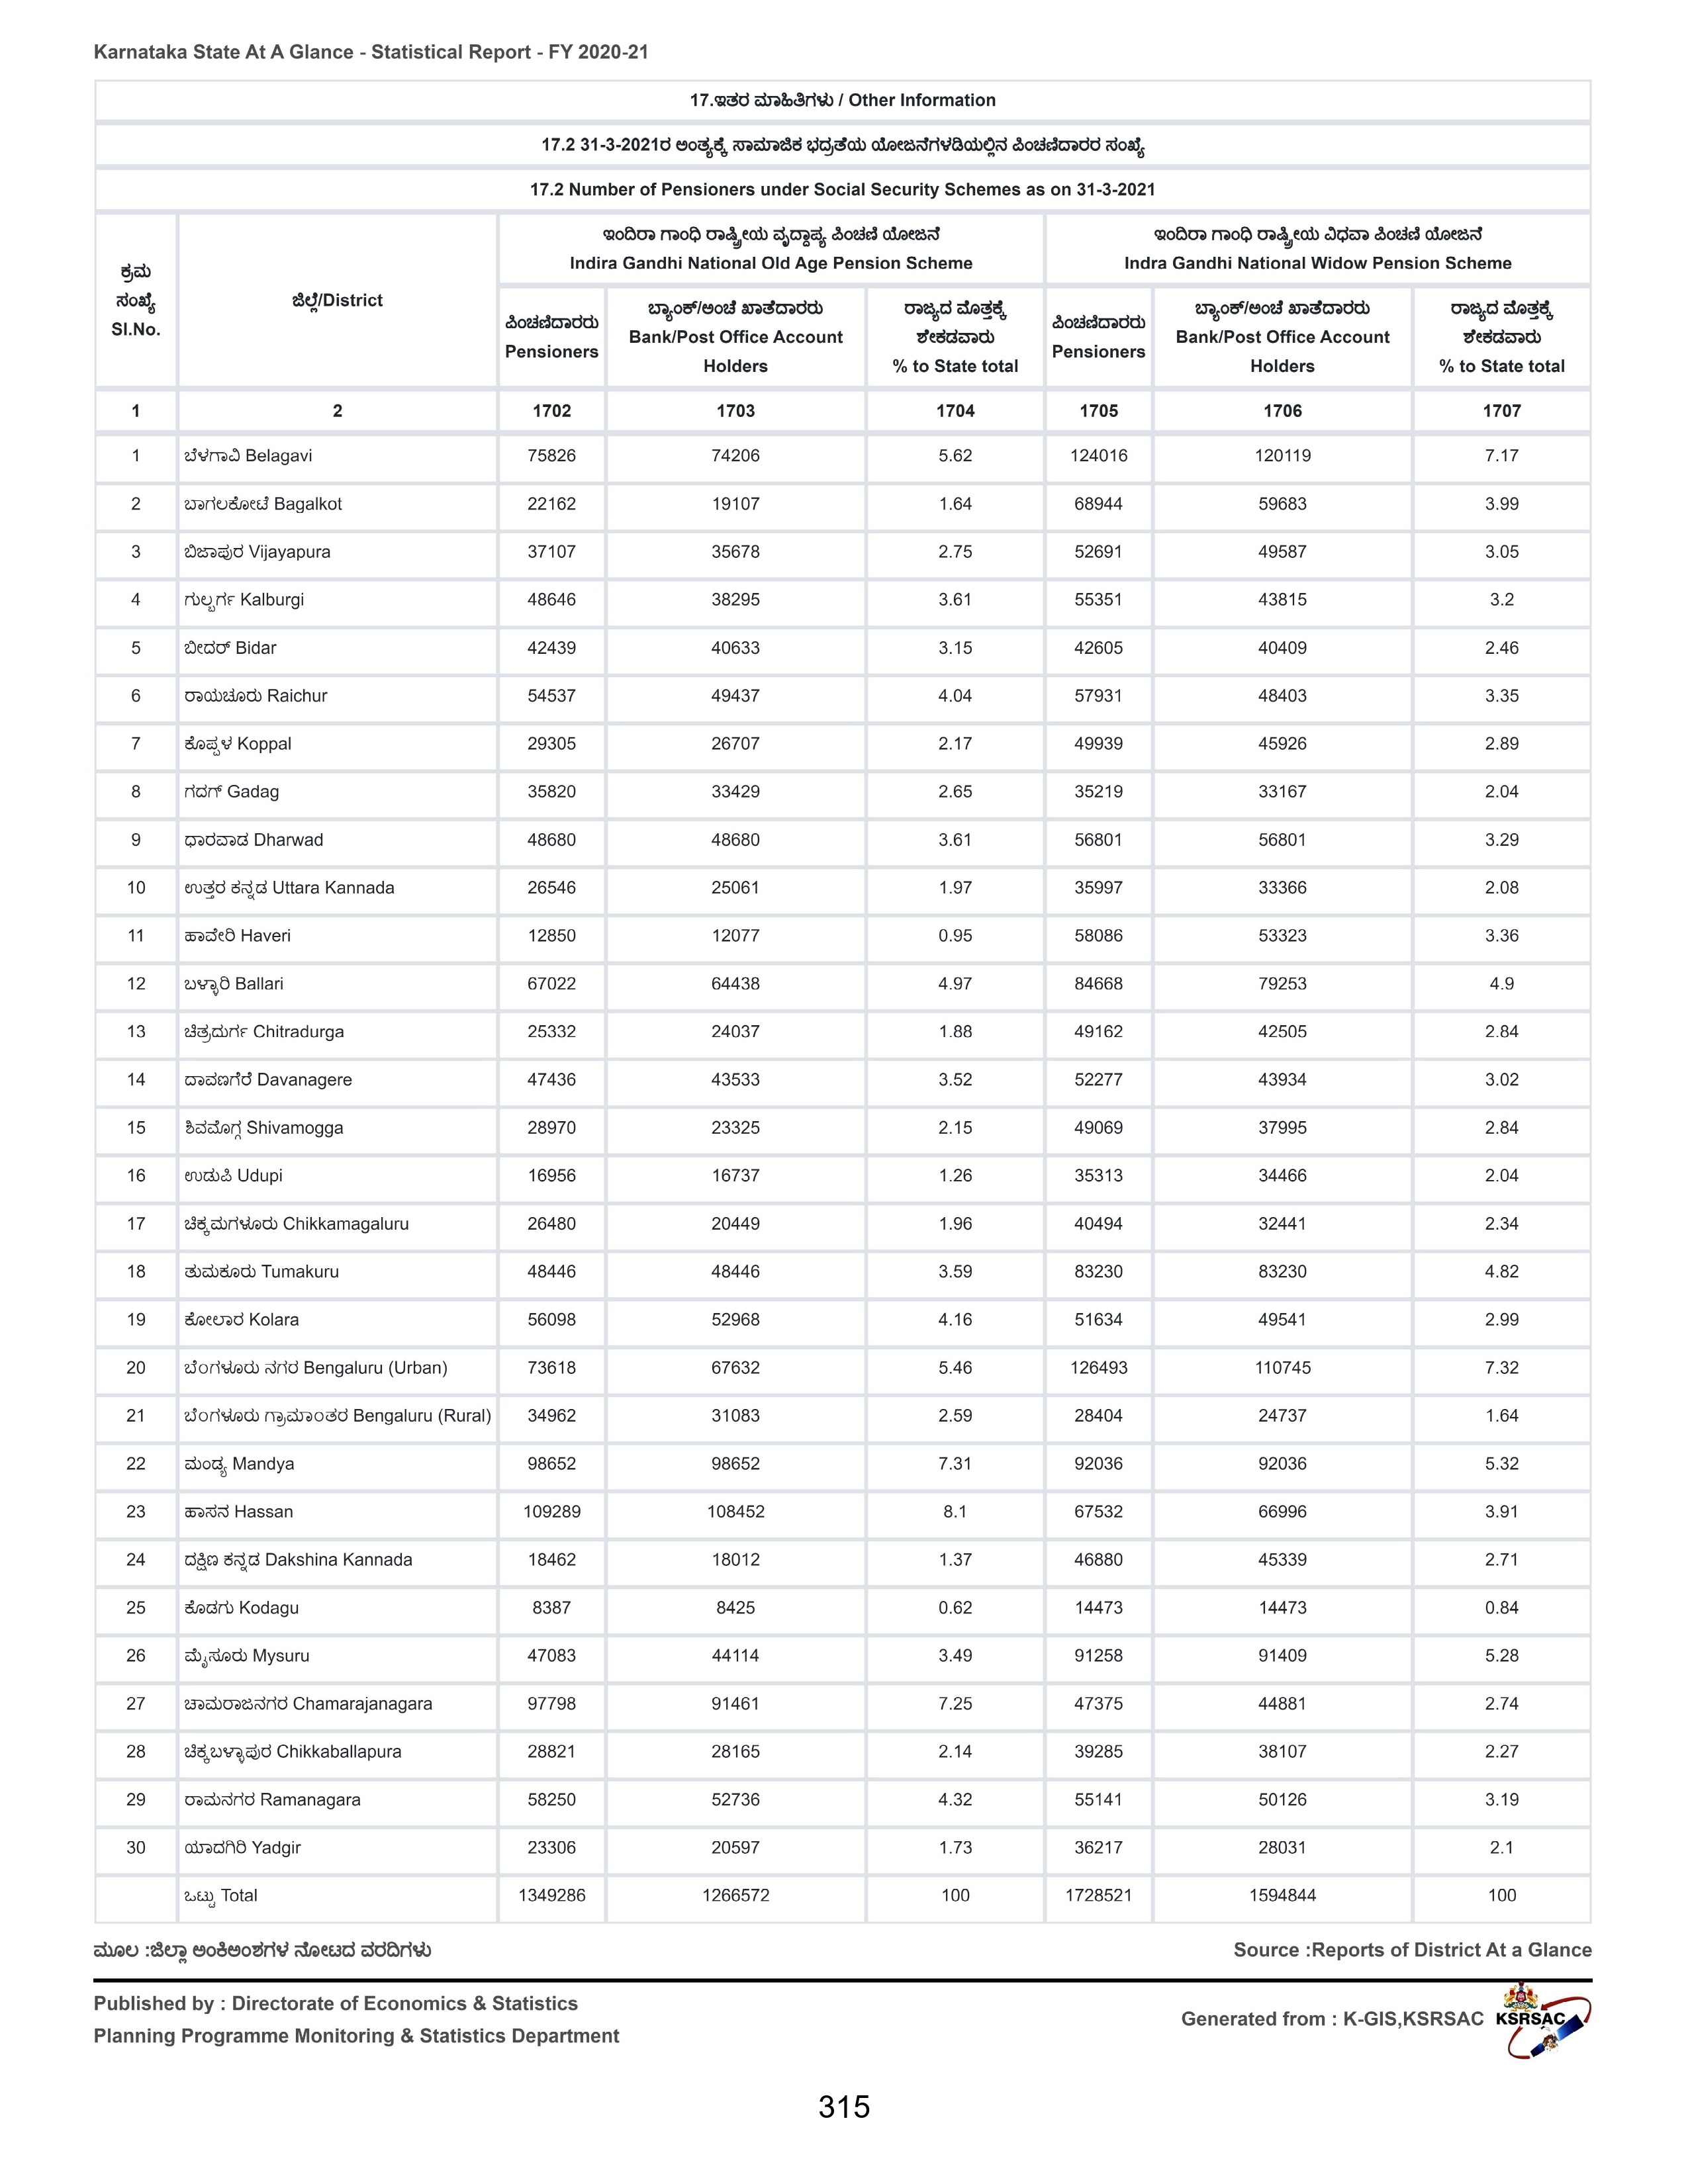 Karnataka State At A Glance - Statistical Report - FY 2020-21
17.ಇತರ ಮಾಹಿತಿಗಳು / Other Information
17.2 31-3-2021ರ ಅಂತ್ಯಕ್ಕೆ ಸಾಮಾಜಿಕ ಭದ್ರತೆಯ ಯೋಜನೆಗಳಡಿಯಲ್ಲಿನ ಪಿಂಚಣಿದಾರರ ಸಂಖ್ಯೆ
17.2 Number of Pensioners under Social Security Schemes as on 31-3-2021
ಕ್ರಮ ಸಂಖ್ಯೆ Sl.No.
ಜಿಲ್ಲೆ/District
ಇಂದಿರಾ ಗಾಂಧಿ ರಾಷ್ಟ್ರೀಯ ವೃದ್ಧಾಪ್ಯ ಪಿಂಚಣಿ ಯೋಜನೆ
Indira Gandhi National Old Age Pension Scheme
ಇಂದಿರಾ ಗಾಂಧಿ ರಾಷ್ಟ್ರೀಯ ವಿಧವಾ ಪಿಂಚಣಿ ಯೋಜನೆ
Indra Gandhi National Widow Pension Scheme
ಪಿಂಚಣಿದಾರರು Pensioners
ಬ್ಯಾಂಕ್/ಅಂಚೆ ಖಾತೆದಾರರು Bank/Post Office Account Holders
ರಾಜ್ಯದ ಮೊತ್ತಕ್ಕೆ ಶೇಕಡವಾರು % to State total
ಪಿಂಚಣಿದಾರರು Pensioners
ಬ್ಯಾಂಕ್/ಅಂಚೆ ಖಾತೆದಾರರು Bank/Post Office Account Holders
ರಾಜ್ಯದ ಮೊತ್ತಕ್ಕೆ ಶೇಕಡವಾರು % to State total
1 2 1702 1703 1704 1705 1706 1707
1 ಬೆಳಗಾವಿ Belagavi 75826 74206 5.62 124016 120119 7.17
2 ಬಾಗಲಕೋಟೆ Bagalkot 22162 19107 1.64 68944 59683 3.99
3 ಬಿಜಾಪುರ Vijayapura 37107 35678 2.75 52691 49587 3.05
4 ಗುಲ್ಬರ್ಗ Kalburgi 48646 38295 3.61 55351 43815 3.2
5 ಬೀದರ್ Bidar 42439 40633 3.15 42605 40409 2.46
6 ರಾಯಚೂರು Raichur 54537 49437 4.04 57931 48403 3.35
7 ಕೊಪ್ಪಳ Koppal 29305 26707 2.17 49939 45926 2.89
8 ಗದಗ್ Gadag 35820 33429 2.65 35219 33167 2.04
9 ಧಾರವಾಡ Dharwad 48680 48680 3.61 56801 56801 3.29
10 ಉತ್ತರ ಕನ್ನಡ Uttara Kannada 26546 25061 1.97 35997 33366 2.08
11 ಹಾವೇರಿ Haveri 12850 12077 0.95 58086 53323 3.36
12 ಬಳ್ಳಾರಿ Ballari 67022 64438 4.97 84668 79253 4.9
13 ಚಿತ್ರದುರ್ಗ Chitradurga 25332 24037 1.88 49162 42505 2.84
14 ದಾವಣಗೆರೆ Davanagere 47436 43533 3.52 52277 43934 3.02
15 ಶಿವಮೊಗ್ಗ Shivamogga 28970 23325 2.15 49069 37995 2.84
16 ಉಡುಪಿ Udupi 16956 16737 1.26 35313 34466 2.04
17 ಚಿಕ್ಕಮಗಳೂರು Chikkamagaluru 26480 20449 1.96 40494 32441 2.34
18 ತುಮಕೂರು Tumakuru 48446 48446 3.59 83230 83230 4.82
19 ಕೋಲಾರ Kolara 56098 52968 4.16 51634 49541 2.99
20 ಬೆಂಗಳೂರು ನಗರ Bengaluru (Urban) 73618 67632 5.46 126493 110745 7.32
21 ಬೆಂಗಳೂರು ಗ್ರಾಮಾಂತರ Bengaluru (Rural) 34962 31083 2.59 28404 24737 1.64
22 ಮಂಡ್ಯ Mandya 98652 98652 7.31 92036 92036 5.32
23 ಹಾಸನ Hassan 109289 108452 8.1 67532 66996 3.91
24 ದಕ್ಷಿಣ ಕನ್ನಡ Dakshina Kannada 18462 18012 1.37 46880 45339 2.71
25 ಕೊಡಗು Kodagu 8387 8425 0.62 14473 14473 0.84
26 ಮೈಸೂರು Mysuru 47083 44114 3.49 91258 91409 5.28
27 ಚಾಮರಾಜನಗರ Chamarajanagara 97798 91461 7.25 47375 44881 2.74
28 ಚಿಕ್ಕಬಳ್ಳಾಪುರ Chikkaballapura 28821 28165 2.14 39285 38107 2.27
29 ರಾಮನಗರ Ramanagara 58250 52736 4.32 55141 50126 3.19
30 ಯಾದಗಿರಿ Yadgir 23306 20597 1.73 36217 28031 2.1
ಒಟ್ಟು Total 1349286 1266572 100 1728521 1594844 100
ಮೂಲ :ಜಿಲ್ಲಾ ಅಂಕಿಅಂಶಗಳ ನೋಟದ ವರದಿಗಳು
Source :Reports of District At a Glance
Published by : Directorate of Economics & Statistics
Planning Programme Monitoring & Statistics Department
Generated from : K-GIS,KSRSAC
KSRSAC
315